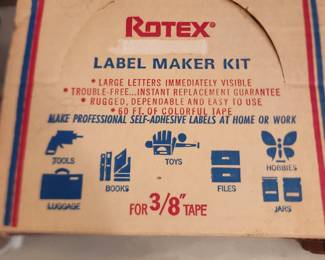 ROTEX®
LABEL MAKER KIT
* LARGE LETTERS IMMEDIATELY VISIBLE
* TROUBLE-FREE...INSTANT REPLACEMENT GUARANTEE
* RUGGED, DEPENDABLE AND EASY TO USE
* 60 FT. OF COLORFUL TAPE
MAKE PROFESSIONAL SELF-ADHESIVE LABELS AT HOME OR WORK
TOOLS
TOYS
HOBBIES
BOOKS
FILES
LUGGAGE
JARS
FOR 3/8" TAPE